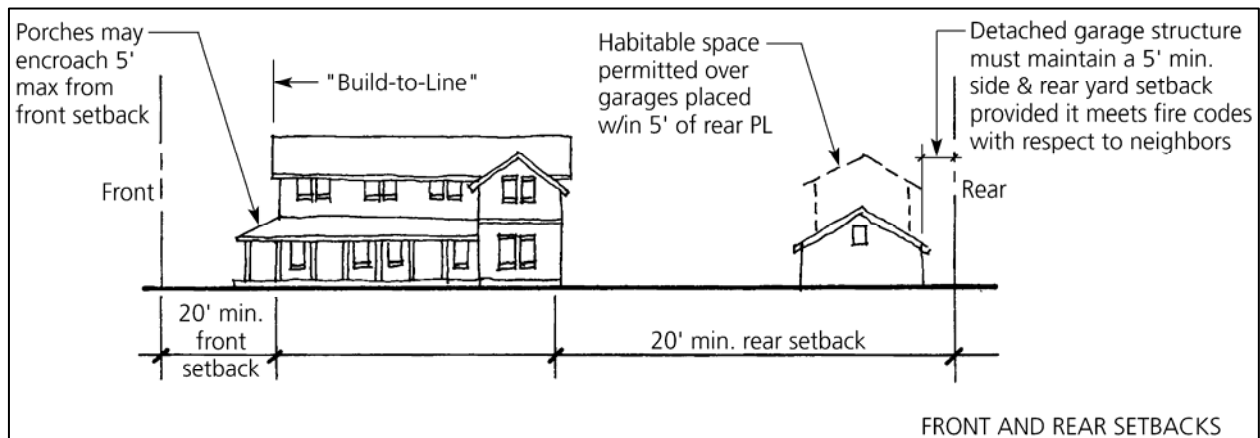 Porches may
encroach 5'
max from
front setback
"Build-to-Line"
Habitable space
permitted over
garages placed
w/in 5' of rear PL
Detached garage structure
must maintain a 5' min.
side & rear yard setback
provided it meets fire codes
with respect to neighbors
Front
Rear
20' min.
front
setback
20' min. rear setback
FRONT AND REAR SETBACKS